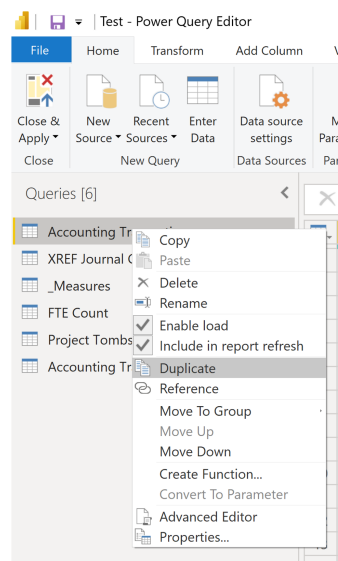 Test - Power Query Editor
File Home Transform Add Column
Close & Apply
New Source
Recent Sources
Enter Data
Data source settings
Close New Query Data Sources
Queries [6]
Accounting
XREF Journal
_Measures
FTE Count
Project
Accounting
Copy
Paste
Delete
Rename
Enable load
Include in report refresh
Duplicate
Reference
Move To Group
Move Up
Move Down
Create Function...
Convert To Parameter
Advanced Editor
Properties...